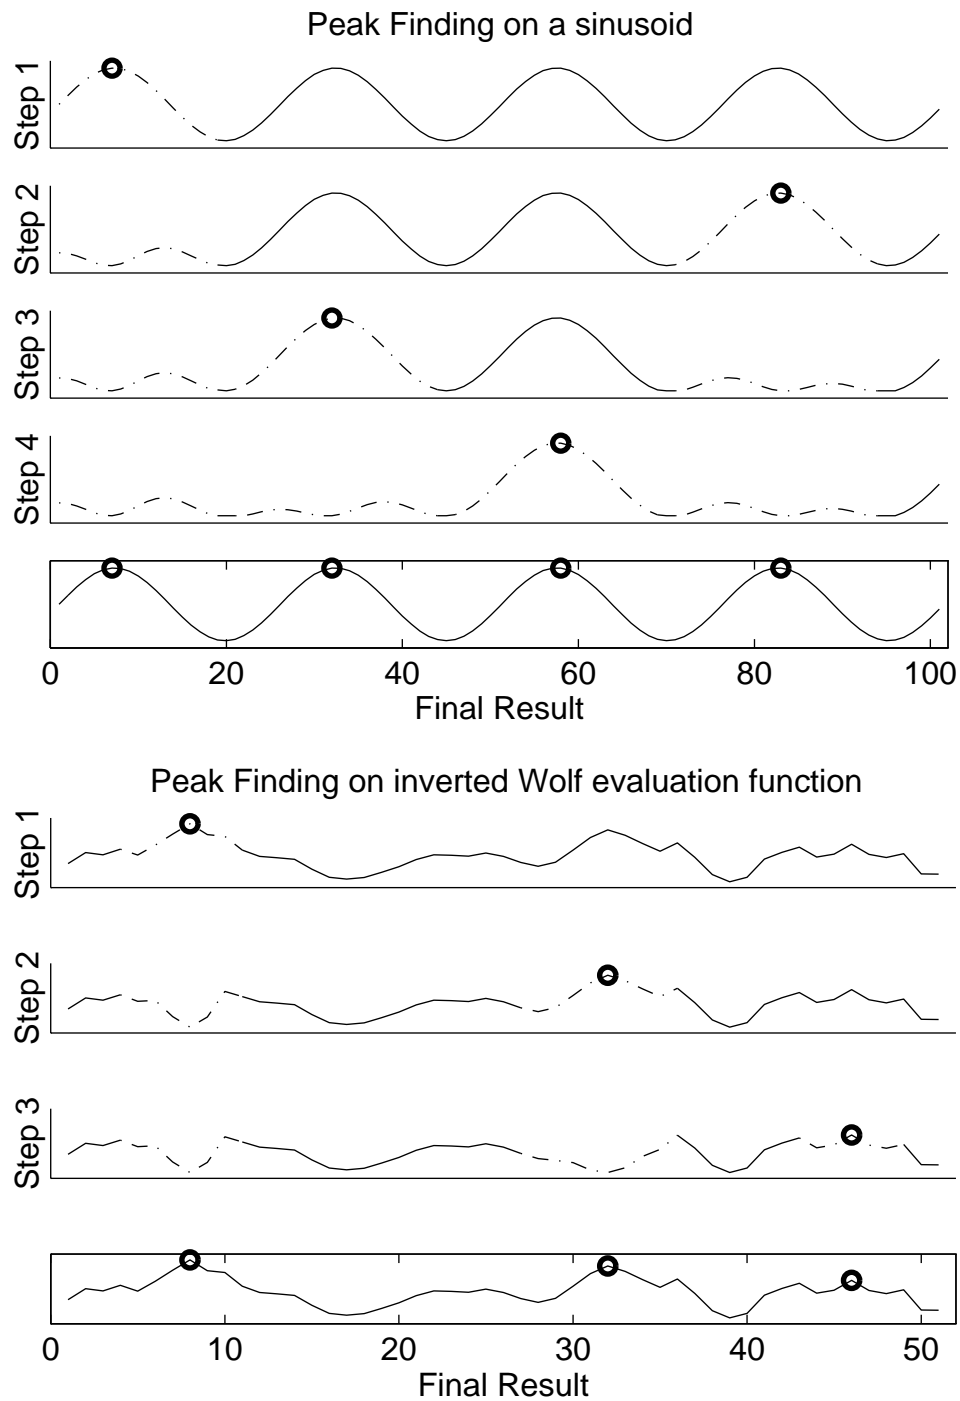 Peak Finding on a sinusoid
Step 1
Step 2
Step 3
Step 4
0 20 40 60 80 100
Final Result
Peak Finding on inverted Wolf evaluation function
Step 1
Step 2
Step 3
0 10 20 30 40 50
Final Result